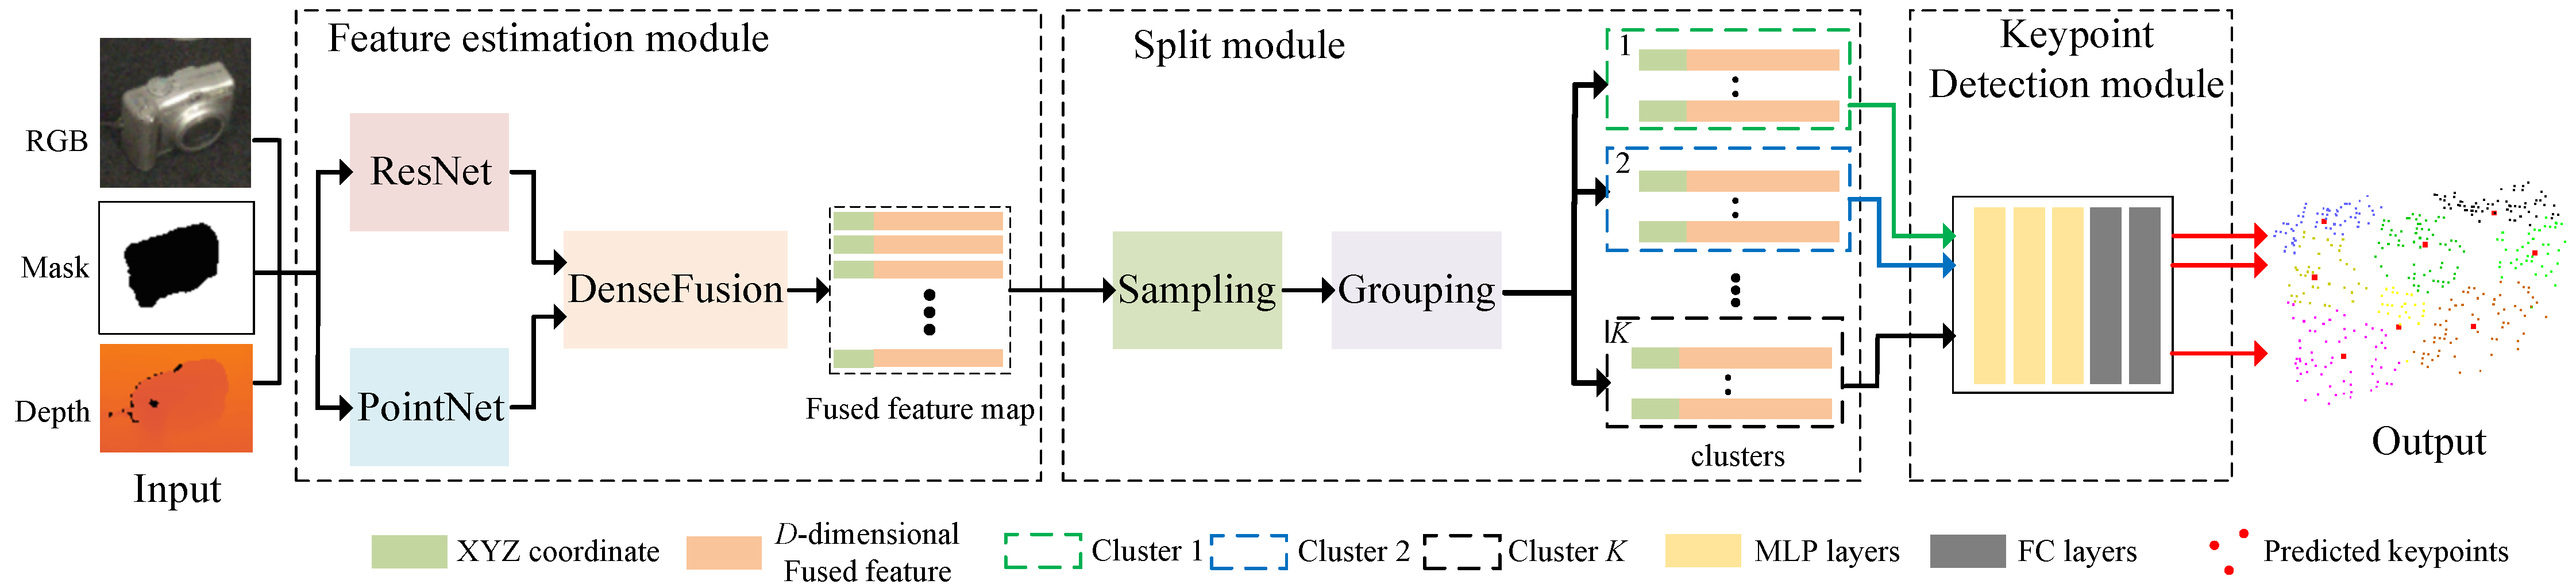 Feature estimation module
Split module
Keypoint
Detection module
RGB
Mask
Depth
Input
ResNet
PointNet
DenseFusion
Fused feature map
Sampling
Grouping
1
2
K
clusters
Output
XYZ coordinate
D-dimensional
Fused feature
Cluster 1
Cluster 2
Cluster K
MLP layers
FC layers
Predicted keypoints